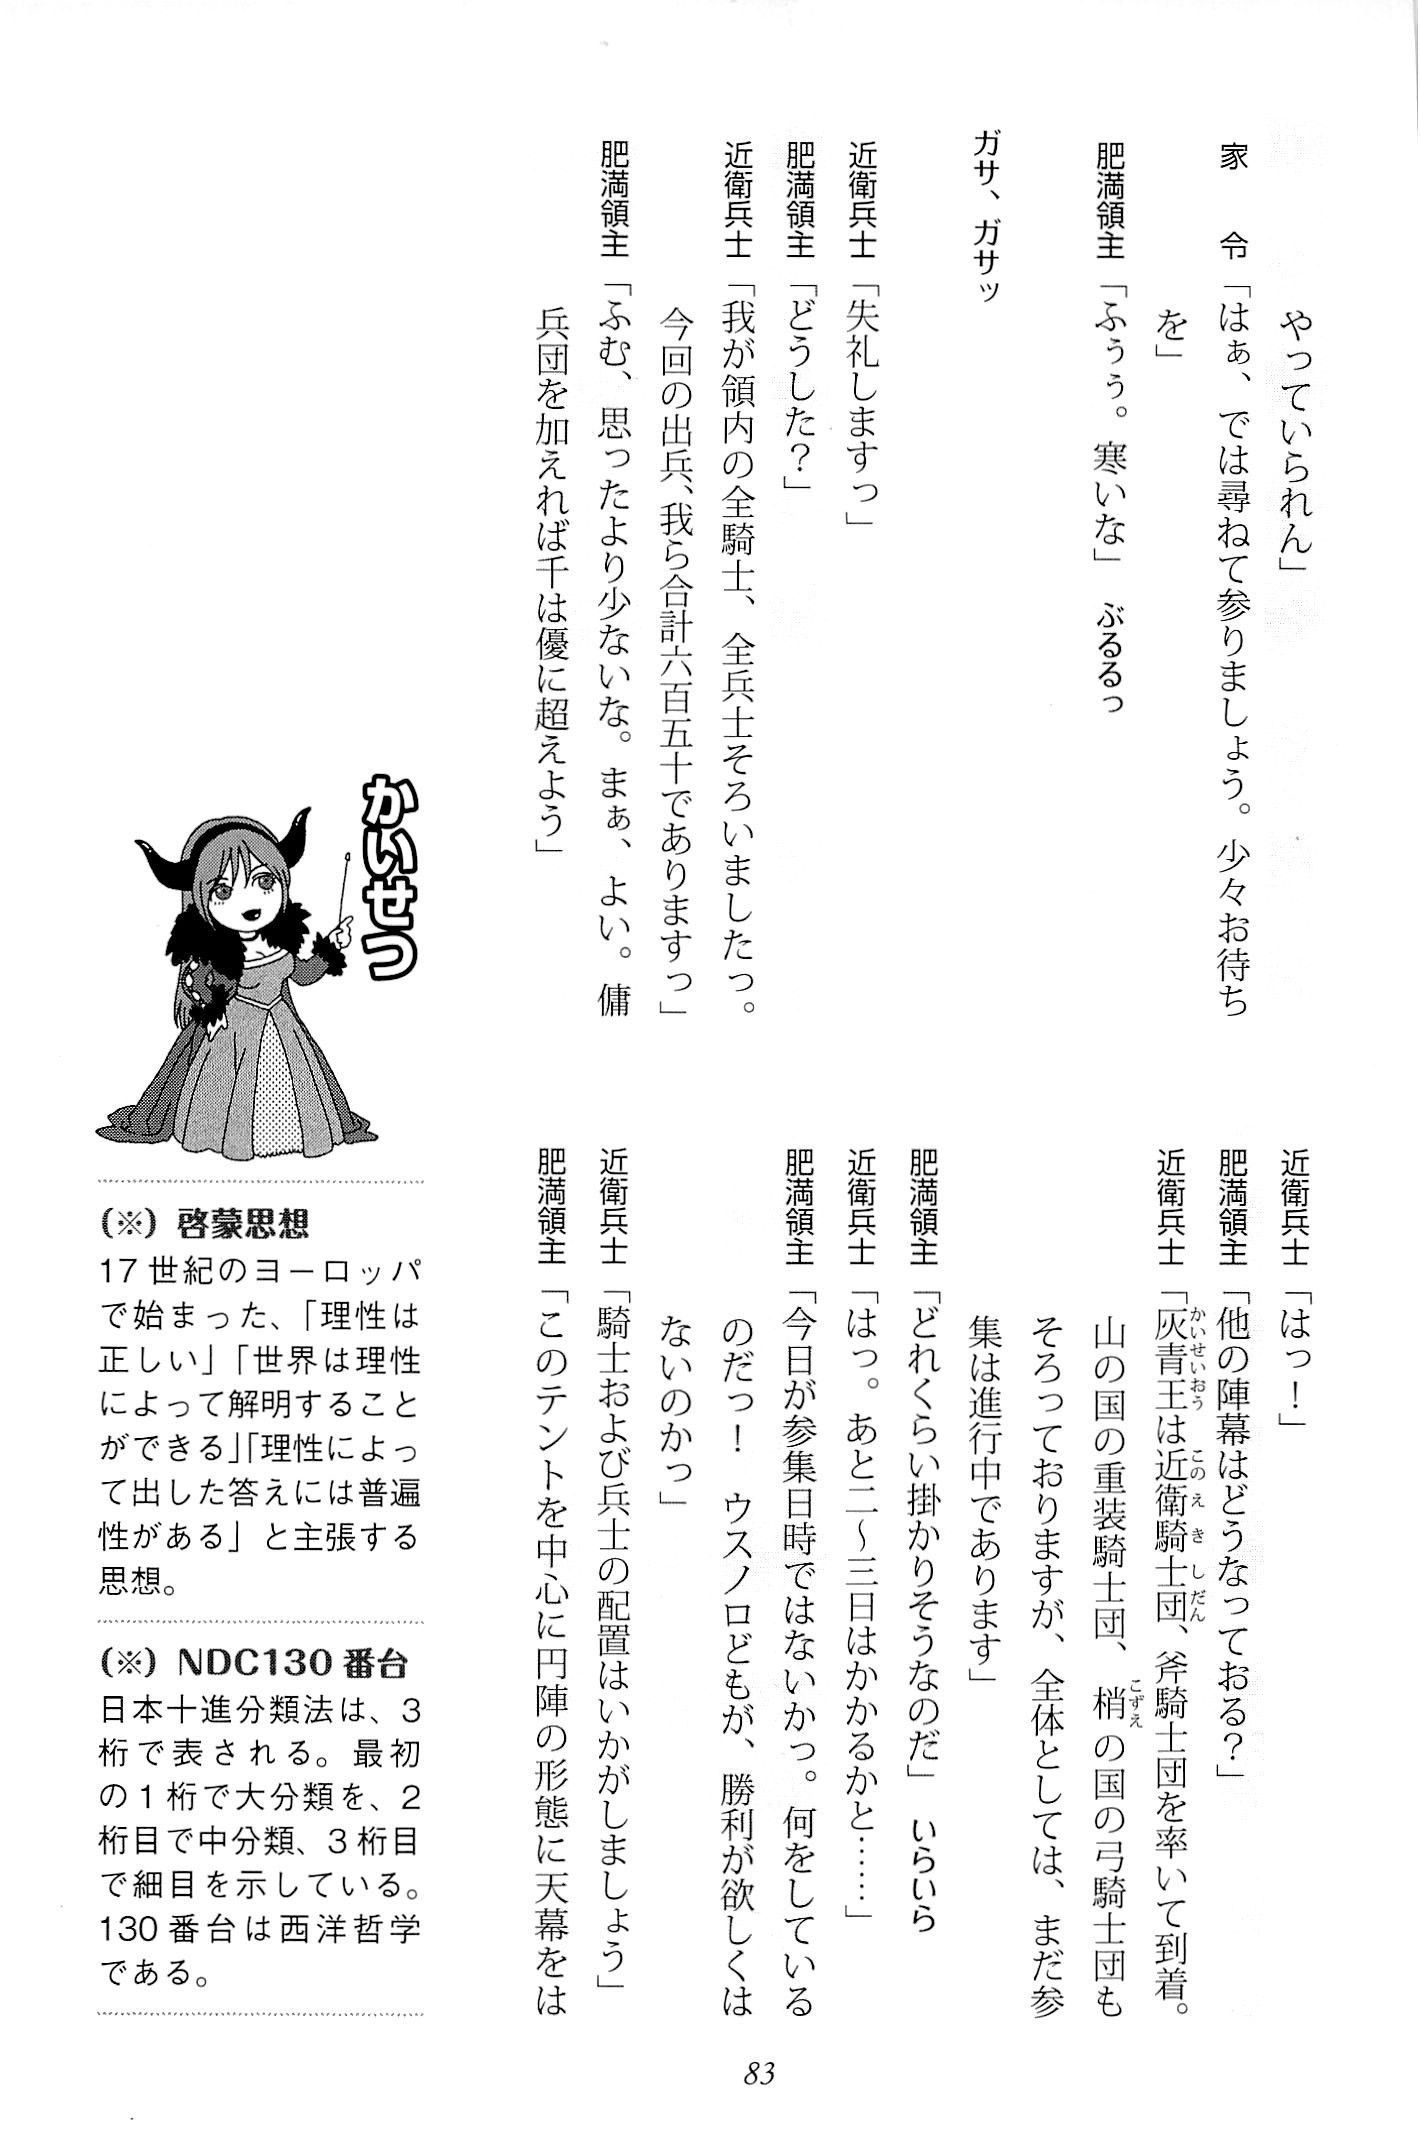 やっていられん」
家　令「はぁ、では尋ねて参りましょう。少々お待ち
を」
肥満領主「ふぅぅ。寒いな」　ぶるるっ
ガサ、ガサッ
近衛兵士「失礼しますっ」
肥満領主「どうした？」
近衛兵士「我が領内の全騎士、全兵士そろいましたっ。
今回の出兵、我ら合計六百五十でありますっ」
肥満領主「ふむ、思ったより少ないな。まぁ、よい。傭
兵団を加えれば千は優に超えよう」
近衛兵士「はっ！」
肥満領主「他の陣幕はどうなっておる？」
近衛兵士「灰青王は近衛騎士団、斧騎士団を率いて到着。
かいせいおう　このえきしだん
山の国の重装騎士団、梢の国の弓騎士団も
こずえ
そろっておりますが、全体としては、まだ参
集は進行中であります」
肥満領主「どれくらい掛かりそうなのだ」　いらいら
近衛兵士「はっ。あと二～三日はかかるかと……」
肥満領主「今日が参集日時ではないかっ。何をしている
のだっ！　ウスノロどもが、勝利が欲しくは
ないのかっ」
近衛兵士「騎士および兵士の配置はいかがしましょう」
肥満領主「このテントを中心に円陣の形態に天幕をは
かいせつ
（※）啓蒙思想
17世紀のヨーロッパ
で始まった、「理性は
正しい」「世界は理性
によって解明すること
ができる」「理性によっ
て出した答えには普遍
性がある」と主張する
思想。
（※）NDC130番台
日本十進分類法は、3
桁で表される。最初
の1桁で大分類を、2
桁目で中分類、3桁目
で細目を示している。
130番台は西洋哲学
である。
83